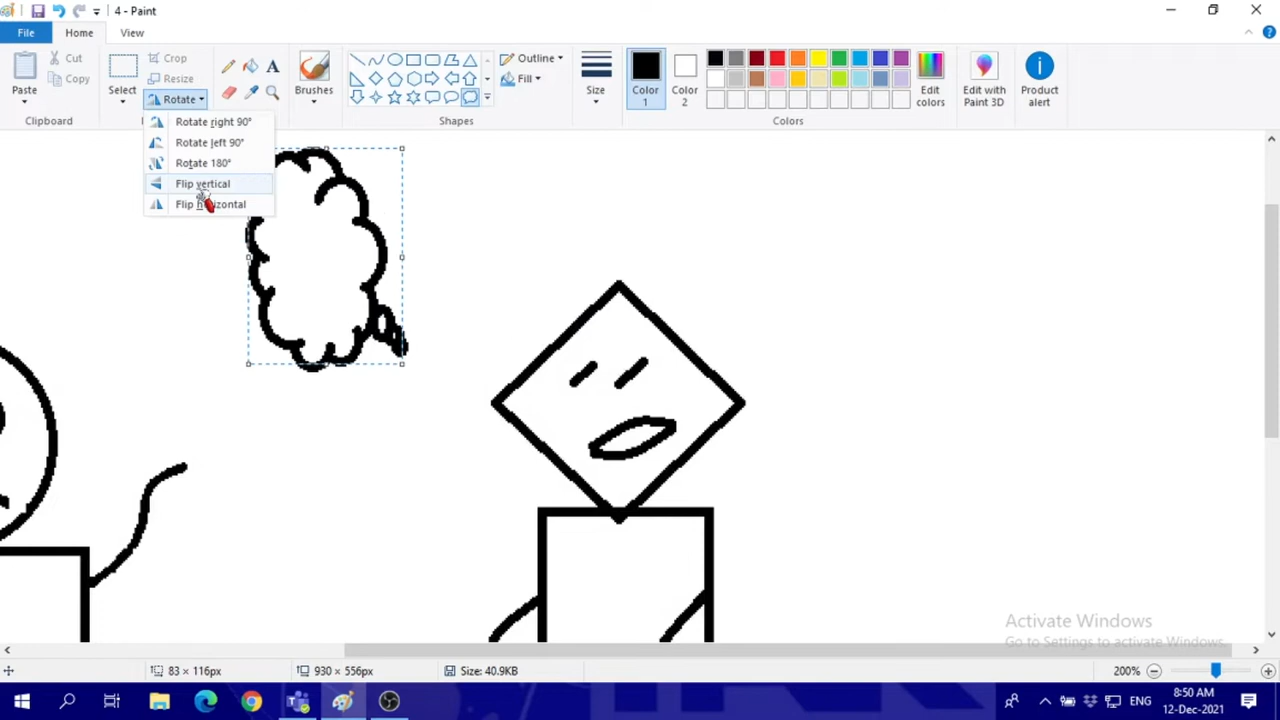 4 - Paint
File Home View
Paste Cut Copy
Clipboard
Select Crop Resize Rotate
Brushes
Outline Fill
Shapes
Size
Color 1 Color 2
Edit colors
Colors
Edit with Paint 3D
Product alert
Rotate right 90°
Rotate left 90°
Rotate 180°
Flip vertical
Flip horizontal
Activate Windows
Go to Settings to activate Windows.
83 × 116px 930 × 556px Size: 40.9KB 200%
ENG 8:50 AM
12-Dec-2021